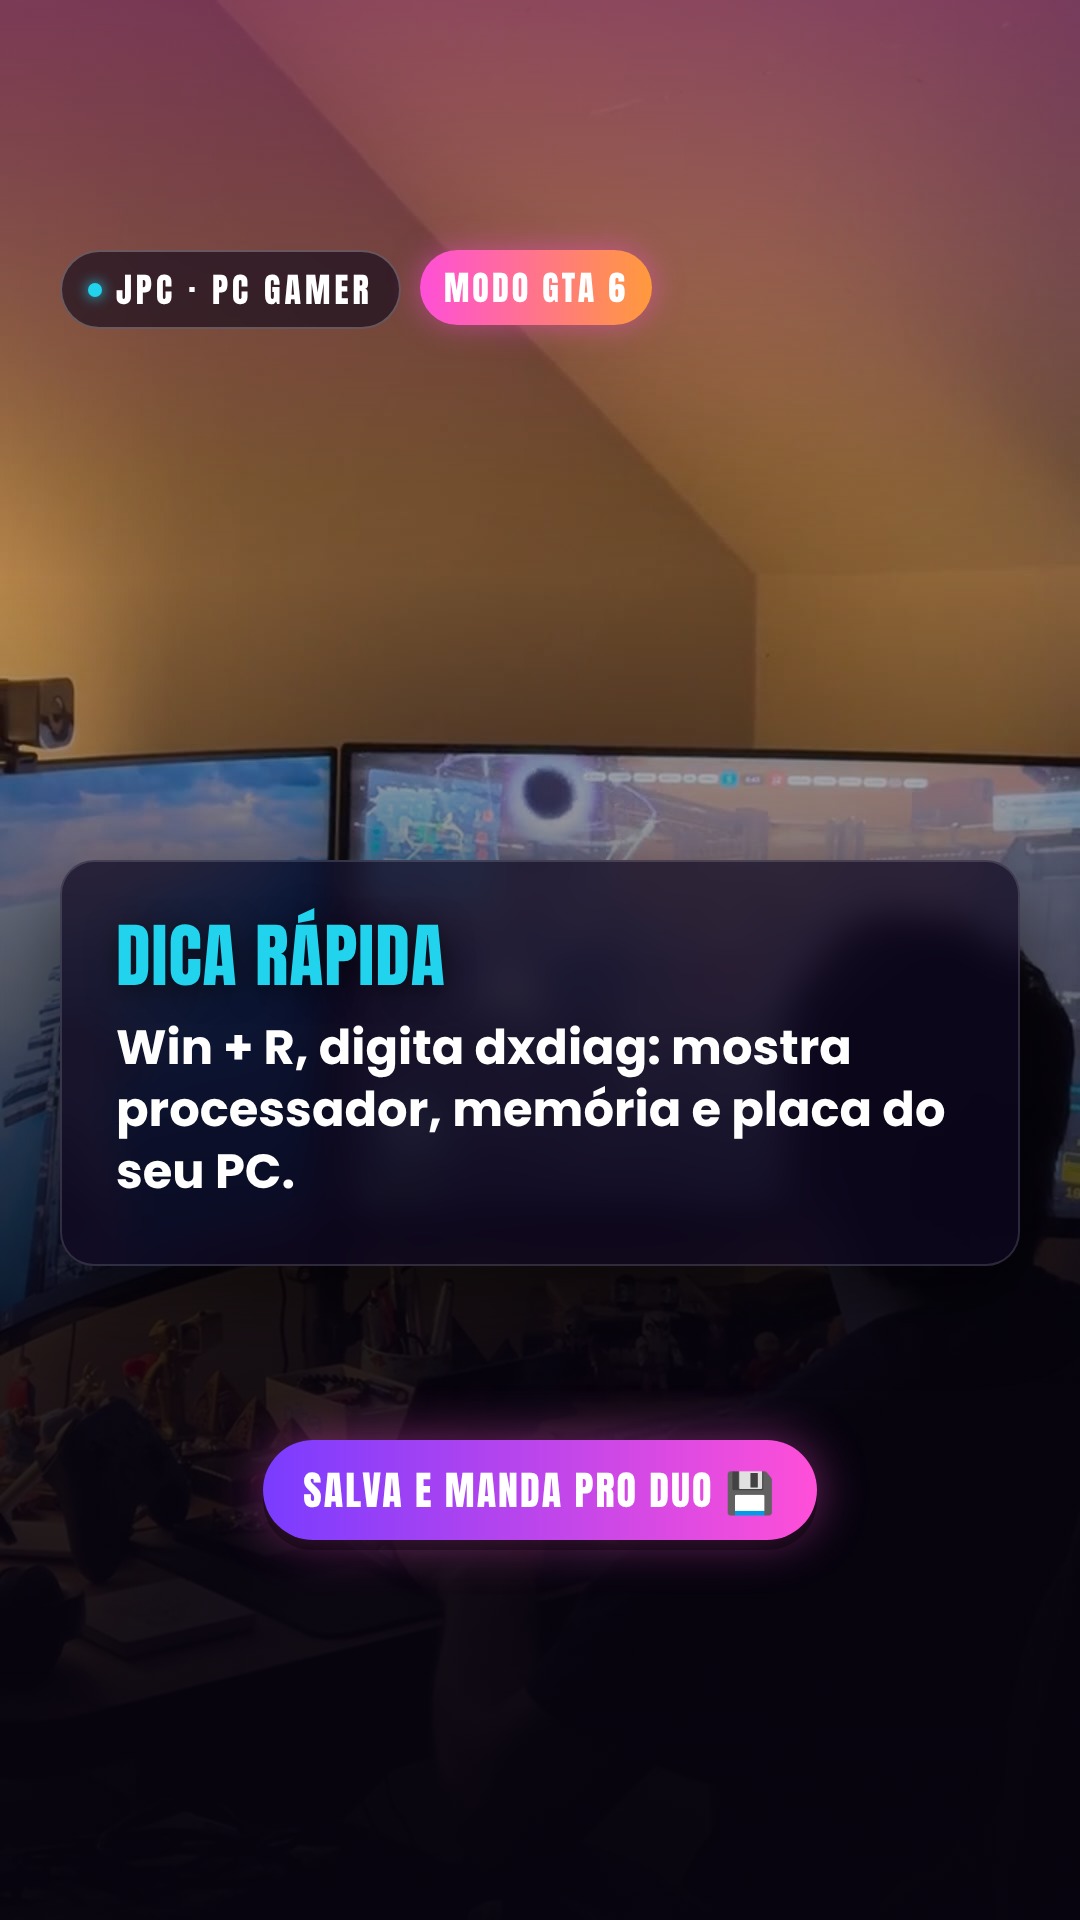 JPC · PC GAMER
MODO GTA 6
DICA RÁPIDA
Win + R, digita dxdiag: mostra
processador, memória e placa do
seu PC.
SALVA E MANDA PRO DUO 💾